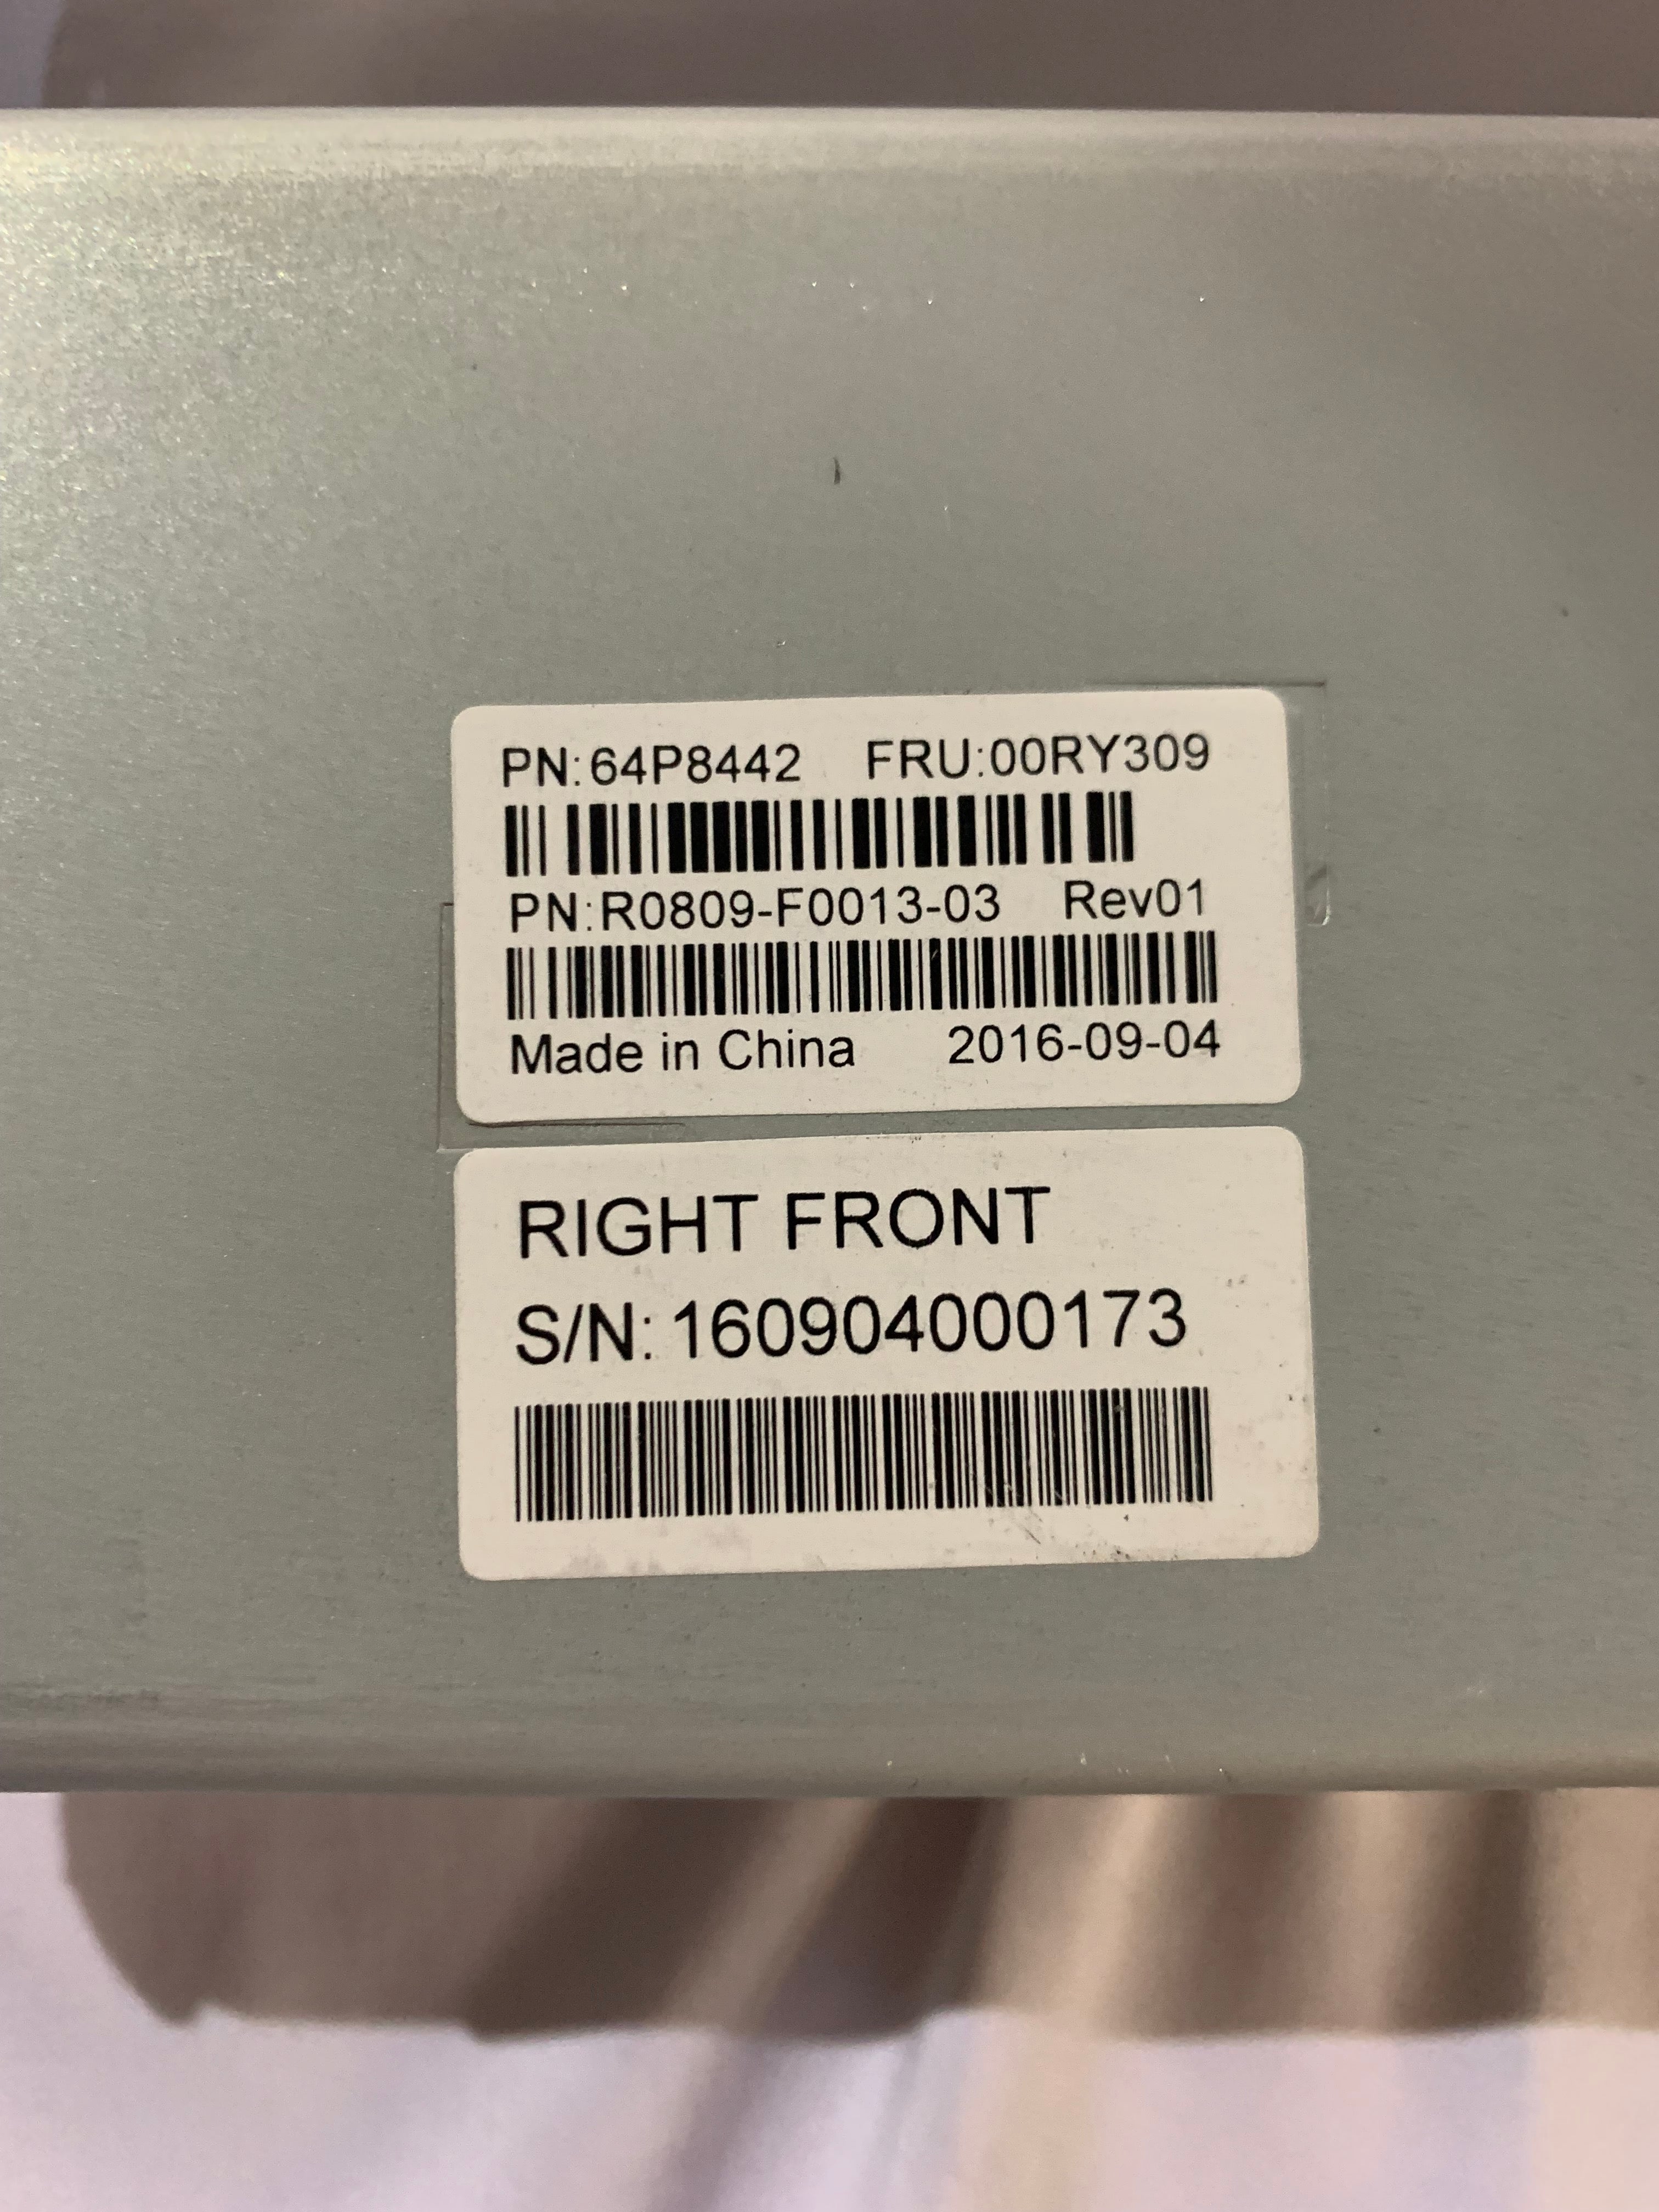 PN:64P8442 FRU:00RY309
PN:R0809-F0013-03 Rev01
Made in China 2016-09-04
RIGHT FRONT
S/N: 160904000173